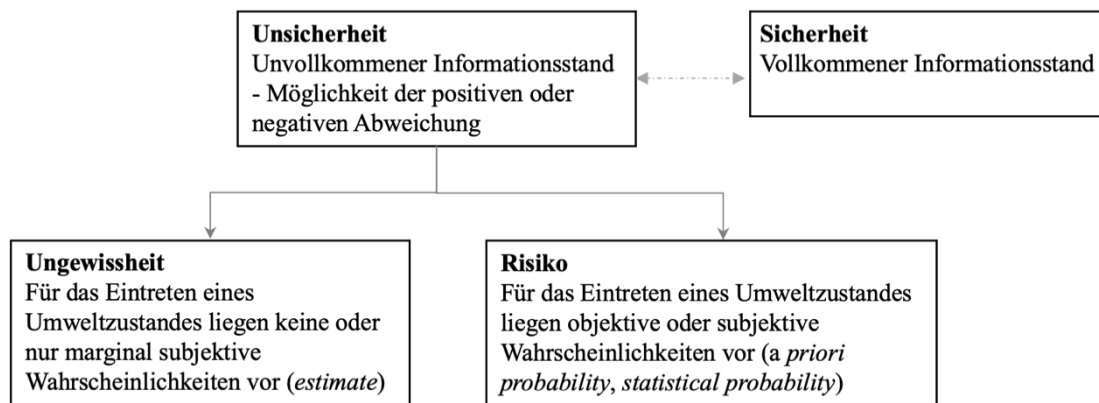 Unsicherheit
Unvollkommener Informationsstand
- Möglichkeit der positiven oder
negativen Abweichung
Sicherheit
Vollkommener Informationsstand
Ungewissheit
Für das Eintreten eines
Umweltzustandes liegen keine oder
nur marginal subjektive
Wahrscheinlichkeiten vor (estimate)
Risiko
Für das Eintreten eines Umweltzustandes
liegen objektive oder subjektive
Wahrscheinlichkeiten vor (a priori
probability, statistical probability)